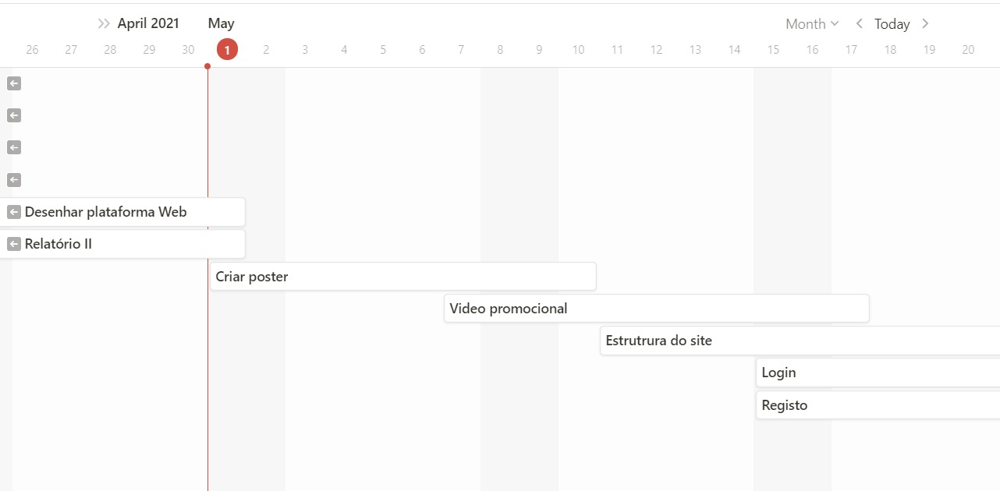 April 2021 May Month Today
26 27 28 29 30 1 2 3 4 5 6 7 8 9 10 11 12 13 14 15 16 17 18 19 20
Desenhar plataforma Web
Relatório II
Criar poster
Video promocional
Estrutrura do site
Login
Registo